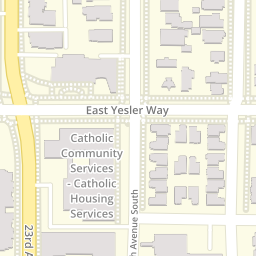 East Yesler Way
Catholic
Community
Services
- Catholic
Housing
Services
23rd
Avenue South